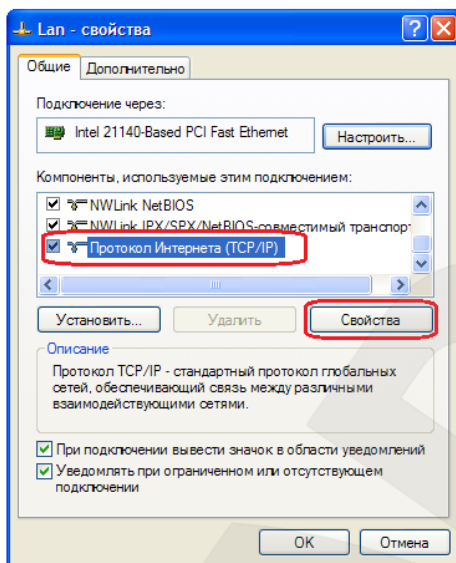 Lan - свойства
Общие
Дополнительно
Подключение через:
Intel 21140-Based PCI Fast Ethernet
Настроить...
Компоненты, используемые этим подключением:
NWLink NetBIOS
NWLink IPX/SPX/NetBIOS-совместимый транспорт
Протокол Интернета (TCP/IP)
Установить...
Удалить
Свойства
Описание
Протокол TCP/IP - стандартный протокол глобальных
сетей, обеспечивающий связь между различными
взаимодействующими сетями.
При подключении вывести значок в области уведомлений
Уведомлять при ограниченном или отсутствующем
подключении
OK
Отмена